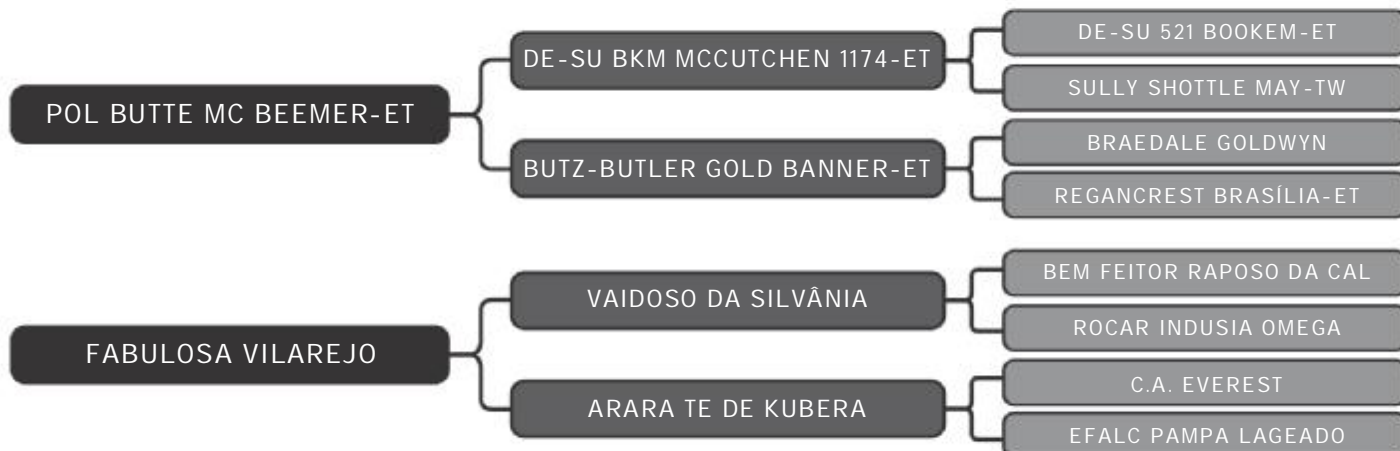 DE-SU 521 BOOKEM-ET
DE-SU BKM MCCUTCHEN 1174-ET
SULLY SHOTTLE MAY-TW
POL BUTTE MC BEEMER-ET
BRAEDALE GOLDWYN
BUTZ-BUTLER GOLD BANNER-ET
REGANCREST BRASÍLIA-ET
BEM FEITOR RAPOSO DA CAL
VAIDOSO DA SILVÂNIA
ROCAR INDUSIA OMEGA
FABULOSA VILAREJO
C.A. EVEREST
ARARA TE DE KUBERA
EFALC PAMPA LAGEADO